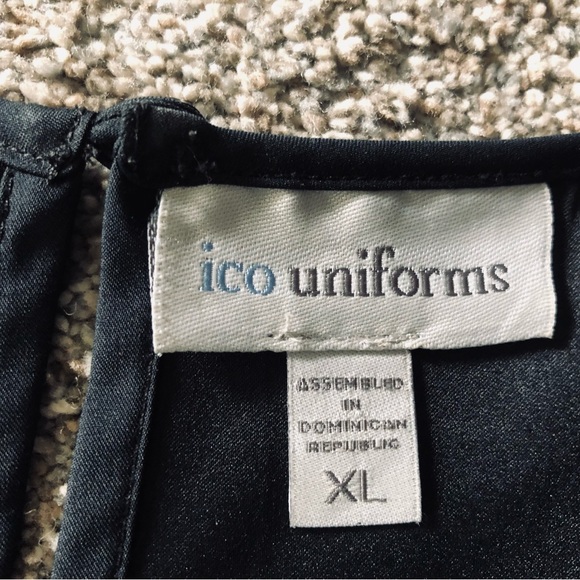 ico uniforms
ASSEMBLED
IN
DOMINICAN
REPUBLIC
XL